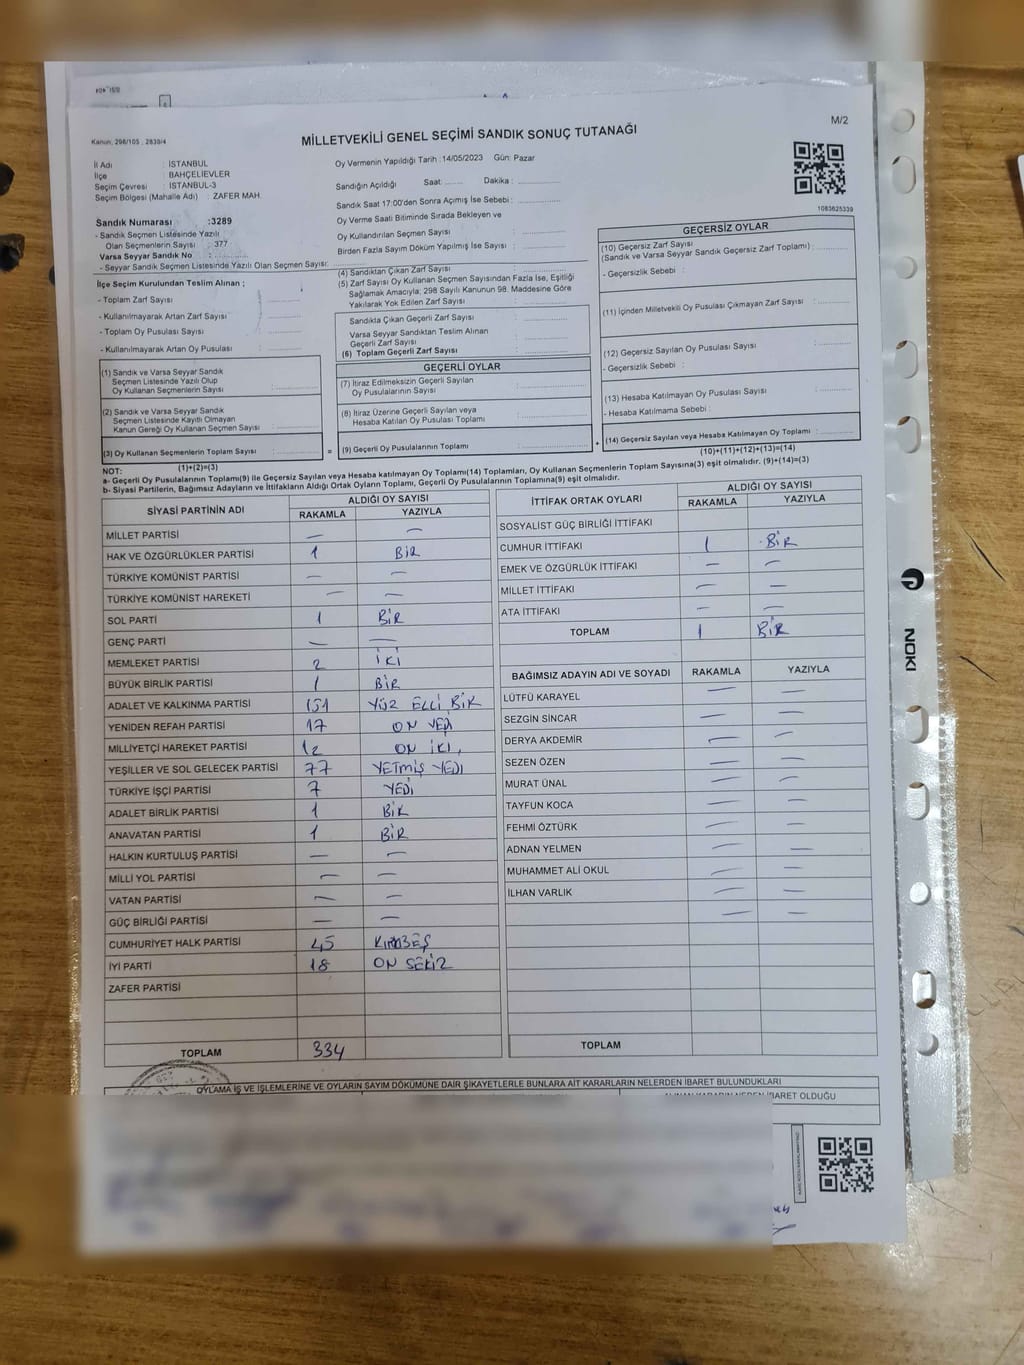 M/2
Kanun; 298/105 , 2839/4
MİLLETVEKİLİ GENEL SEÇİMİ SANDIK SONUÇ TUTANAĞI
İl Adı : İSTANBUL
İlçe : BAHÇELİEVLER
Seçim Çevresi : İSTANBUL-3
Seçim Bölgesi (Mahalle Adı) : ZAFER MAH.
Oy Vermenin Yapıldığı Tarih :14/05/2023 Gün: Pazar
Sandığın Açıldığı Saat: ........ Dakika : ..............
Sandık Saat 17:00'den Sonra Açımış İse Sebebi : ..............
Oy Verme Saati Bitiminde Sırada Bekleyen ve
Oy Kullandırılan Seçmen Sayısı : ..............
Birden Fazla Sayım Döküm Yapılmış İse Sayısı : ..............
1083625339
Sandık Numarası :3289
- Sandık Seçmen Listesinde Yazılı
Olan Seçmenlerin Sayısı : 377
Varsa Seyyar Sandık No : ..............
- Seyyar Sandık Seçmen Listesinde Yazılı Olan Seçmen Sayısı: ..............
İlçe Seçim Kurulundan Teslim Alınan ;
- Toplam Zarf Sayısı : ..............
- Kullanılmayarak Artan Zarf Sayısı : ..............
- Toplam Oy Pusulası Sayısı : ..............
- Kullanılmayarak Artan Oy Pusulası : ..............
(4) Sandıktan Çıkan Zarf Sayısı : ..............
(5) Zarf Sayısı Oy Kullanan Seçmen Sayısından Fazla İse, Eşitliği
Sağlamak Amacıyla; 298 Sayılı Kanunun 98. Maddesine Göre
Yakılarak Yok Edilen Zarf Sayısı : ..............
Sandıkta Çıkan Geçerli Zarf Sayısı : ..............
Varsa Seyyar Sandıktan Teslim Alınan
Geçerli Zarf Sayısı : ..............
(6) Toplam Geçerli Zarf Sayısı : ..............
GEÇERSİZ OYLAR
(10) Geçersiz Zarf Sayısı
(Sandık ve Varsa Seyyar Sandık Geçersiz Zarf Toplamı) : ..............
- Geçersizlik Sebebi :
(11) İçinden Milletvekili Oy Pusulası Çıkmayan Zarf Sayısı : ..............
(12) Geçersiz Sayılan Oy Pusulası Sayısı : ..............
- Geçersizlik Sebebi :
(13) Hesaba Katılmayan Oy Pusulası Sayısı : ..............
- Hesaba Katılmama Sebebi :
(14) Geçersiz Sayılan veya Hesaba Katılmayan Oy Toplamı : ..............
(10)+(11)+(12)+(13)=(14)
(1) Sandık ve Varsa Seyyar Sandık
Seçmen Listesinde Yazılı Olup
Oy Kullanan Seçmenlerin Sayısı : ..............
(2) Sandık ve Varsa Seyyar Sandık
Seçmen Listesinde Kayıtlı Olmayan
Kanun Gereği Oy Kullanan Seçmen Sayısı : ..............
(3) Oy Kullanan Seçmenlerin Toplam Sayısı : ..............
(1)+(2)=(3)
=
GEÇERLİ OYLAR
(7) İtiraz Edilmeksizin Geçerli Sayılan
Oy Pusulalarının Sayısı : ..............
(8) İtiraz Üzerine Geçerli Sayılan veya
Hesaba Katılan Oy Pusulası Toplamı : ..............
(9) Geçerli Oy Pusulalarının Toplamı : ..............
+
NOT:
a- Geçerli Oy Pusulalarının Toplamı(9) ile Geçersiz Sayılan veya Hesaba katılmayan Oy Toplamı(14) Toplamları, Oy Kullanan Seçmenlerin Toplam Sayısına(3) eşit olmalıdır. (9)+(14)=(3)
b- Siyasi Partilerin, Bağımsız Adayların ve İttifakların Aldığı Ortak Oyların Toplamı, Geçerli Oy Pusulalarının Toplamına(9) eşit olmalıdır.
SİYASİ PARTİNİN ADI ALDIĞI OY SAYISI
RAKAMLA YAZIYLA
MİLLET PARTİSİ — —
HAK VE ÖZGÜRLÜKLER PARTİSİ 1 BİR
TÜRKİYE KOMÜNİST PARTİSİ — —
TÜRKİYE KOMÜNİST HAREKETİ — —
SOL PARTİ 1 BİR
GENÇ PARTİ — —
MEMLEKET PARTİSİ 2 İKİ
BÜYÜK BİRLİK PARTİSİ 1 BİR
ADALET VE KALKINMA PARTİSİ 151 YÜZ ELLİ BİR
YENİDEN REFAH PARTİSİ 17 ON YEDİ
MİLLİYETÇİ HAREKET PARTİSİ 12 ON İKİ
YEŞİLLER VE SOL GELECEK PARTİSİ 77 YETMİŞ YEDİ
TÜRKİYE İŞÇİ PARTİSİ 7 YEDİ
ADALET BİRLİK PARTİSİ 1 BİR
ANAVATAN PARTİSİ 1 BİR
HALKIN KURTULUŞ PARTİSİ — —
MİLLİ YOL PARTİSİ — —
VATAN PARTİSİ — —
GÜÇ BİRLİĞİ PARTİSİ — —
CUMHURİYET HALK PARTİSİ 45 KIRKBEŞ
İYİ PARTİ 18 ON SEKİZ
ZAFER PARTİSİ
TOPLAM 334
İTTİFAK ORTAK OYLARI ALDIĞI OY SAYISI
RAKAMLA YAZIYLA
SOSYALİST GÜÇ BİRLİĞİ İTTİFAKI
CUMHUR İTTİFAKI 1 BİR
EMEK VE ÖZGÜRLÜK İTTİFAKI — —
MİLLET İTTİFAKI — —
ATA İTTİFAKI — —
TOPLAM 1 BİR
BAĞIMSIZ ADAYIN ADI VE SOYADI RAKAMLA YAZIYLA
LÜTFÜ KARAYEL — —
SEZGİN SİNCAR — —
DERYA AKDEMİR — —
SEZEN ÖZEN — —
MURAT ÜNAL — —
TAYFUN KOCA — —
FEHMİ ÖZTÜRK — —
ADNAN YELMEN — —
MUHAMMET ALİ OKUL — —
İLHAN VARLIK — —
— —
TOPLAM
OYLAMA İŞ VE İŞLEMLERİNE VE OYLARIN SAYIM DÖKÜMÜNE DAİR ŞİKAYETLERLE BUNLARA AİT KARARLARIN NELERDEN İBARET BULUNDUKLARI
İBARET OLDUĞU
NOKI